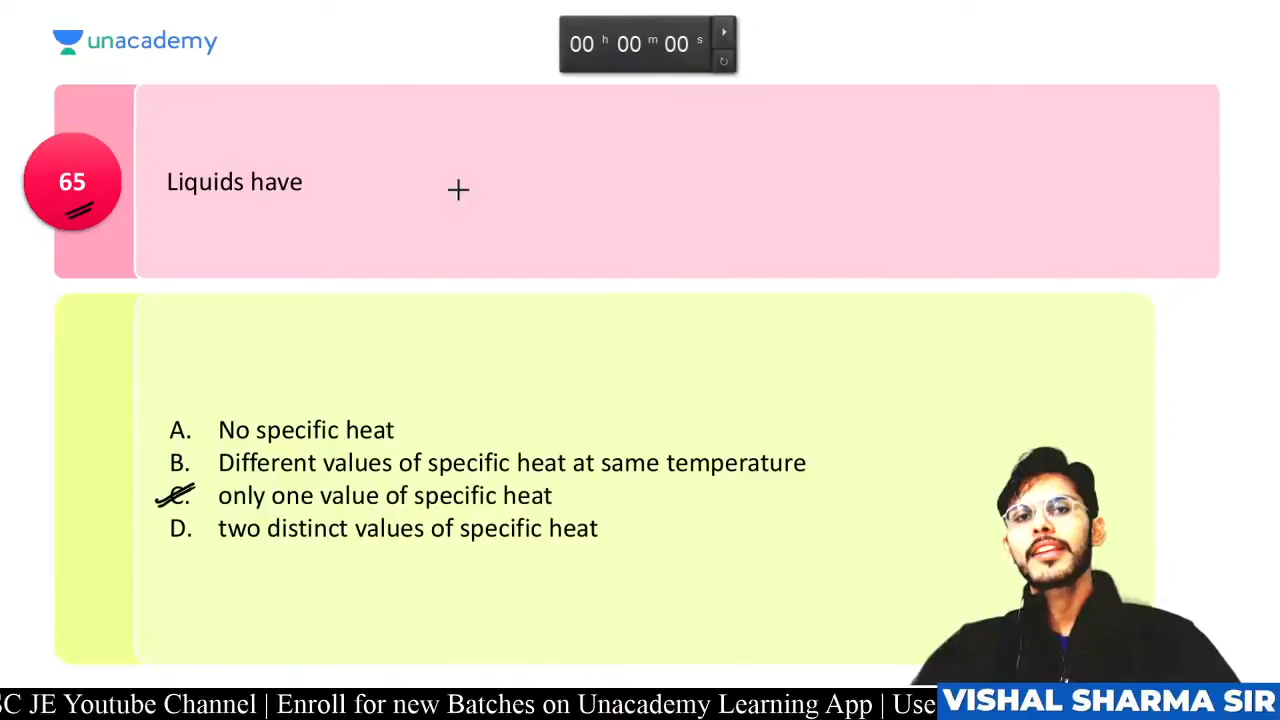 unacademy
00 h 00 m 00 s
65
Liquids have
A. No specific heat
B. Different values of specific heat at same temperature
C. only one value of specific heat
D. two distinct values of specific heat
SC JE Youtube Channel | Enroll for new Batches on Unacademy Learning App | Use
VISHAL SHARMA SIR